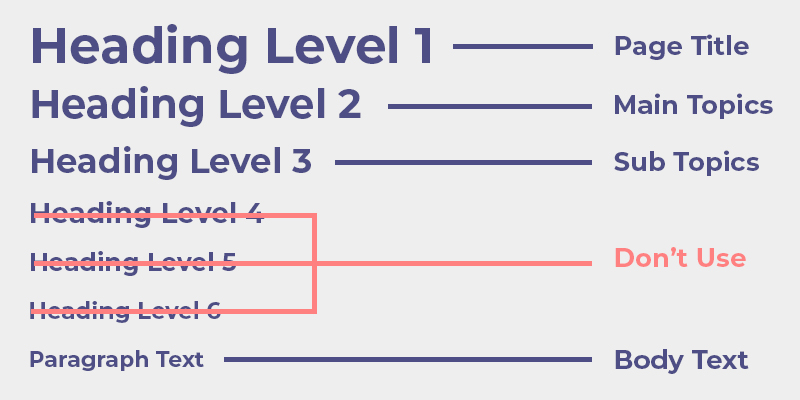 Heading Level 1 Page Title
Heading Level 2 Main Topics
Heading Level 3 Sub Topics
Heading Level 4
Heading Level 5 Don’t Use
Heading Level 6
Paragraph Text Body Text